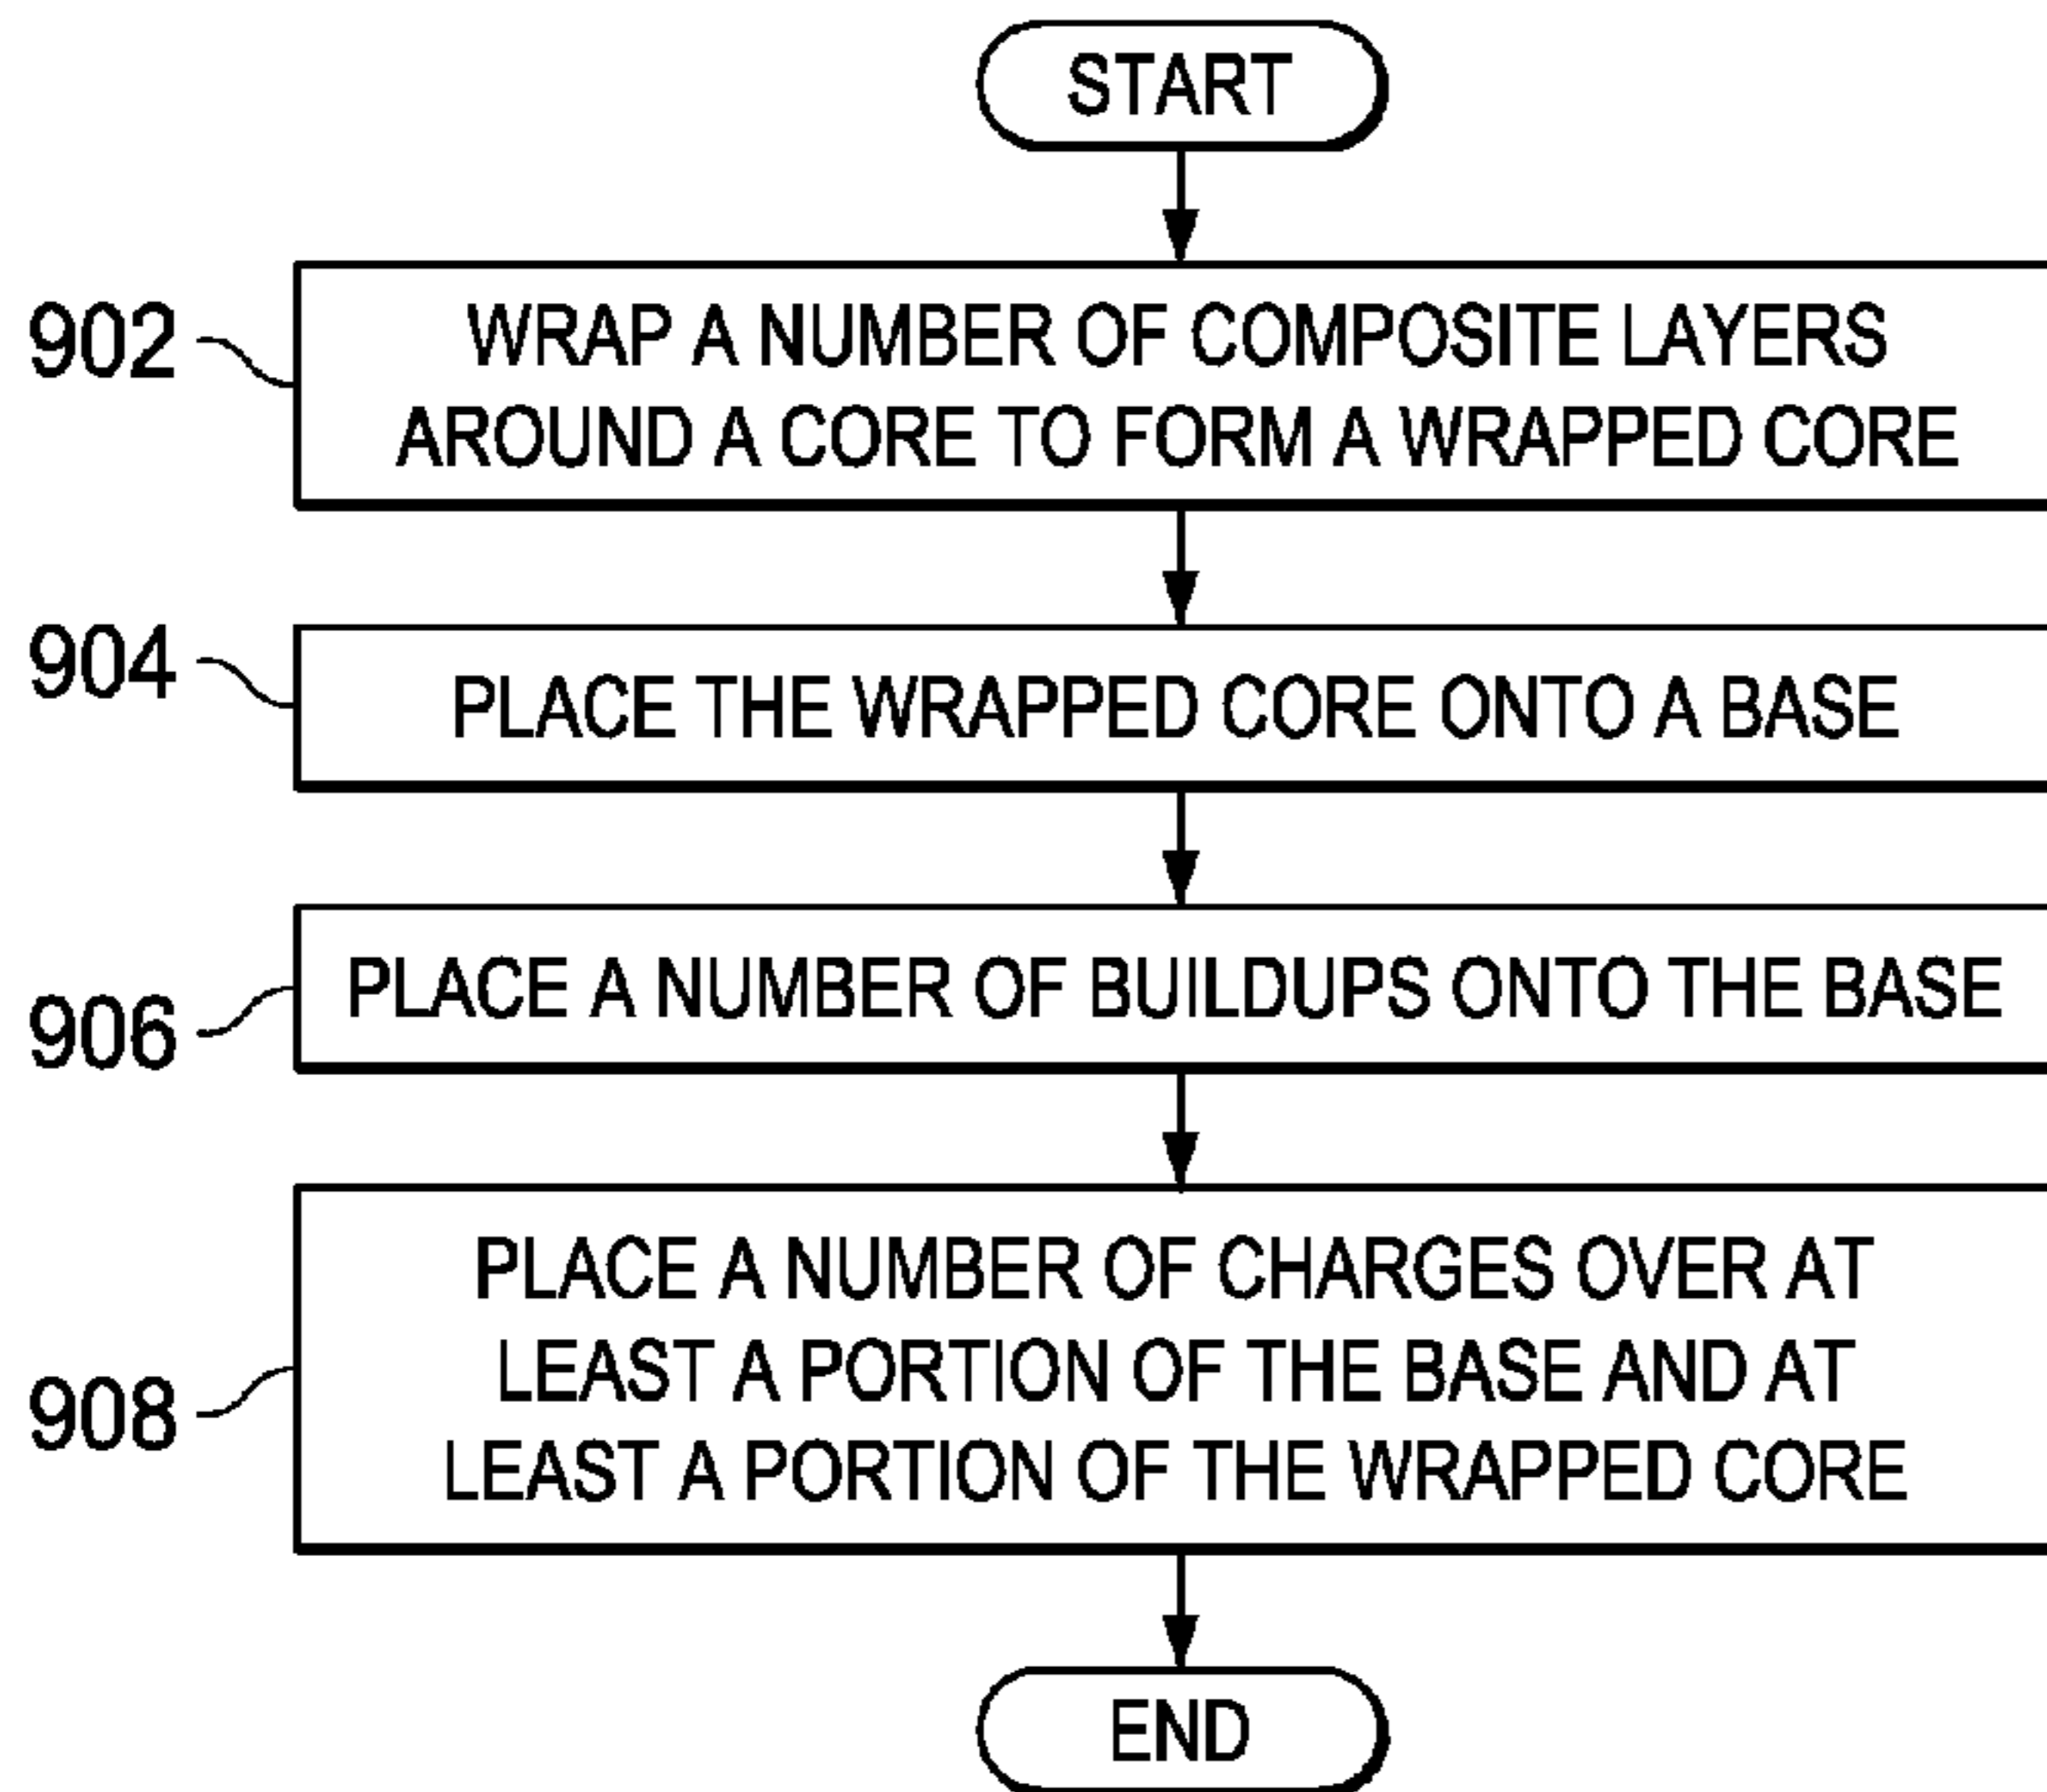 START
902
WRAP A NUMBER OF COMPOSITE LAYERS
AROUND A CORE TO FORM A WRAPPED CORE
904
PLACE THE WRAPPED CORE ONTO A BASE
906
PLACE A NUMBER OF BUILDUPS ONTO THE BASE
908
PLACE A NUMBER OF CHARGES OVER AT
LEAST A PORTION OF THE BASE AND AT
LEAST A PORTION OF THE WRAPPED CORE
END